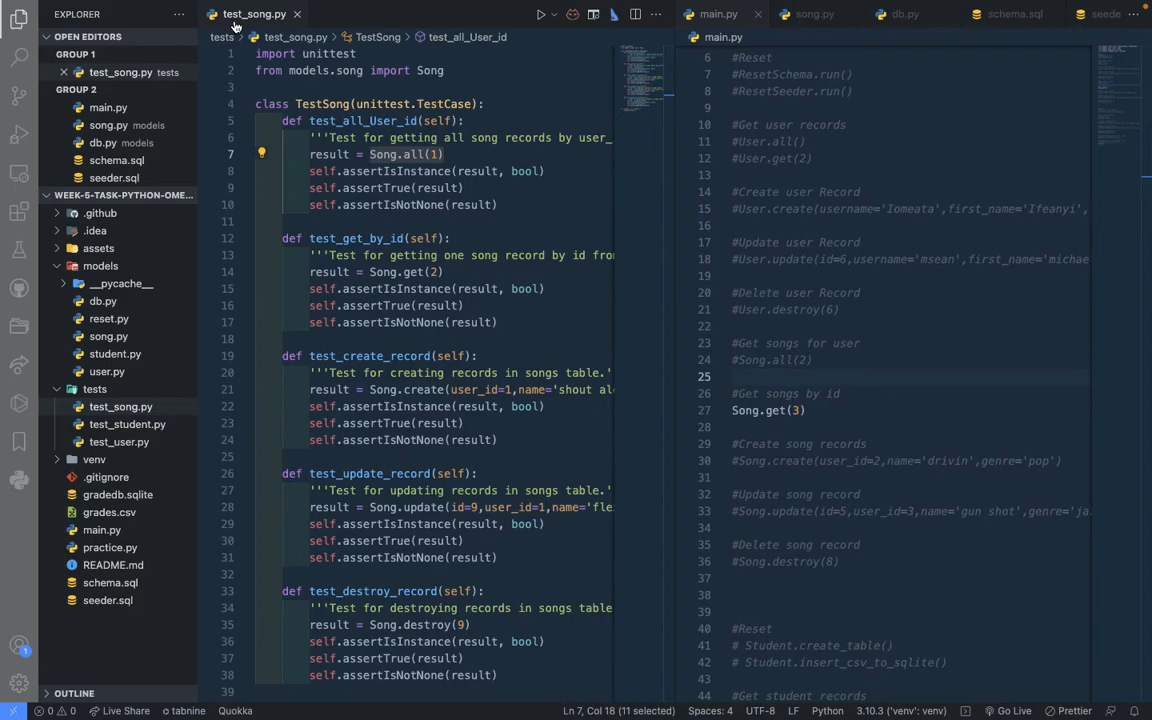 EXPLORER
OPEN EDITORS
GROUP 1
test_song.py tests
GROUP 2
main.py
song.py models
db.py models
schema.sql
seeder.sql
WEEK-5-TASK-PYTHON-OME...
.github
.idea
assets
models
__pycache__
db.py
reset.py
song.py
student.py
user.py
tests
test_song.py
test_student.py
test_user.py
venv
.gitignore
gradedb.sqlite
grades.csv
main.py
practice.py
README.md
schema.sql
seeder.sql
OUTLINE
test_song.py
tests > test_song.py > TestSong > test_all_User_id
1 import unittest
2 from models.song import Song
3
4 class TestSong(unittest.TestCase):
5 def test_all_User_id(self):
6 '''Test for getting all song records by user_
7 result = Song.all(1)
8 self.assertIsInstance(result, bool)
9 self.assertTrue(result)
10 self.assertIsNotNone(result)
11
12 def test_get_by_id(self):
13 '''Test for getting one song record by id fro
14 result = Song.get(2)
15 self.assertIsInstance(result, bool)
16 self.assertTrue(result)
17 self.assertIsNotNone(result)
18
19 def test_create_record(self):
20 '''Test for creating records in songs table.'
21 result = Song.create(user_id=1,name='shout al
22 self.assertIsInstance(result, bool)
23 self.assertTrue(result)
24 self.assertIsNotNone(result)
25
26 def test_update_record(self):
27 '''Test for updating records in songs table.'
28 result = Song.update(id=9,user_id=1,name='fle
29 self.assertIsInstance(result, bool)
30 self.assertTrue(result)
31 self.assertIsNotNone(result)
32
33 def test_destroy_record(self):
34 '''Test for destroying records in songs table
35 result = Song.destroy(9)
36 self.assertIsInstance(result, bool)
37 self.assertTrue(result)
38 self.assertIsNotNone(result)
39
main.py song.py db.py schema.sql seede
main.py
6 #Reset
7 #ResetSchema.run()
8 #ResetSeeder.run()
9
10 #Get user records
11 #User.all()
12 #User.get(2)
13
14 #Create user Record
15 #User.create(username='Iomeata',first_name='Ifeanyi',
16
17 #Update user Record
18 #User.update(id=6,username='msean',first_name='michae
19
20 #Delete user Record
21 #User.destroy(6)
22
23 #Get songs for user
24 #Song.all(2)
25
26 #Get songs by id
27 Song.get(3)
28
29 #Create song records
30 #Song.create(user_id=2,name='drivin',genre='pop')
31
32 #Update song record
33 #Song.update(id=5,user_id=3,name='gun shot',genre='ja
34
35 #Delete song record
36 #Song.destroy(8)
37
38
39
40 #Reset
41 # Student.create_table()
42 # Student.insert_csv_to_sqlite()
43
44 #Get student records
1
0 0 Live Share tabnine Quokka Ln 7, Col 18 (11 selected) Spaces: 4 UTF-8 LF Python 3.10.3 ('venv': venv) Go Live Prettier